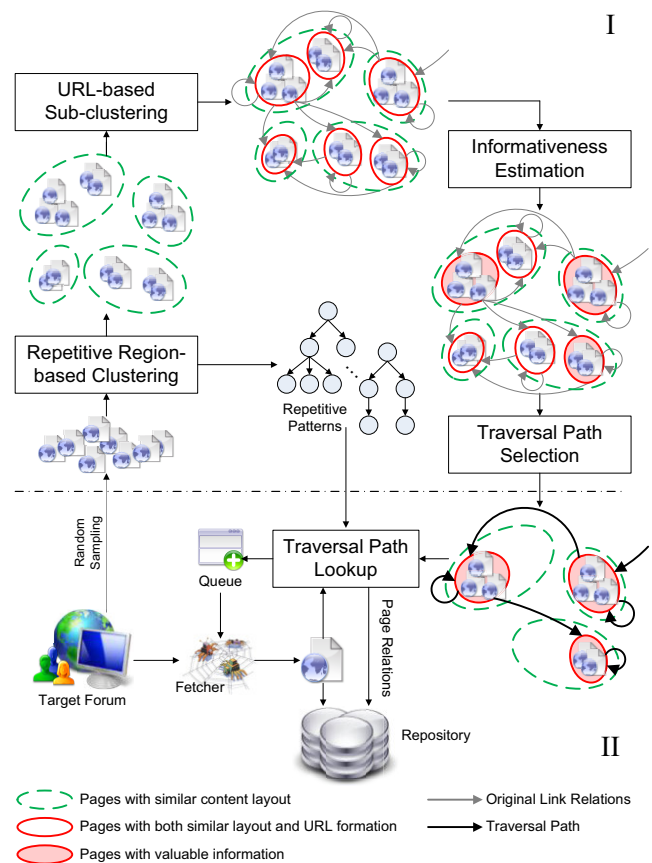 I
URL-based
Sub-clustering
Informativeness
Estimation
Repetitive Region-
based Clustering
Repetitive
Patterns
Traversal Path
Selection
Random
Sampling
Queue
Traversal Path
Lookup
Page Relations
Target Forum
Fetcher
Repository
II
Pages with similar content layout
Original Link Relations
Pages with both similar layout and URL formation
Traversal Path
Pages with valuable information